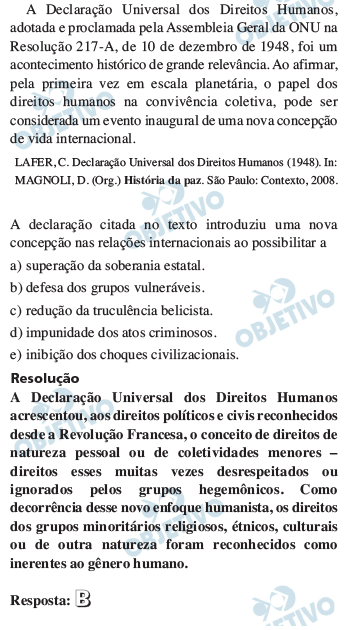 A Declaração Universal dos Direitos Humanos,
adotada e proclamada pela Assembleia Geral da ONU na
Resolução 217-A, de 10 de dezembro de 1948, foi um
acontecimento histórico de grande relevância. Ao afirmar,
pela primeira vez em escala planetária, o papel dos
direitos humanos na convivência coletiva, pode ser
considerada um evento inaugural de uma nova concepção
de vida internacional.
LAFER, C. Declaração Universal dos Direitos Humanos (1948). In:
MAGNOLI, D. (Org.) História da paz. São Paulo: Contexto, 2008.
A declaração citada no texto introduziu uma nova
concepção nas relações internacionais ao possibilitar a
a) superação da soberania estatal.
b) defesa dos grupos vulneráveis.
c) redução da truculência belicista.
d) impunidade dos atos criminosos.
e) inibição dos choques civilizacionais.
Resolução
A Declaração Universal dos Direitos Humanos
acrescentou, aos direitos políticos e civis reconhecidos
desde a Revolução Francesa, o conceito de direitos de
natureza pessoal ou de coletividades menores –
direitos esses muitas vezes desrespeitados ou
ignorados pelos grupos hegemônicos. Como
decorrência desse novo enfoque humanista, os direitos
dos grupos minoritários religiosos, étnicos, culturais
ou de outra natureza foram reconhecidos como
inerentes ao gênero humano.
Resposta: B
OBJETIVO
OBJETIVO
OBJETIVO
OBJETIVO
OBJETIVO
OBJETIVO
OBJETIVO